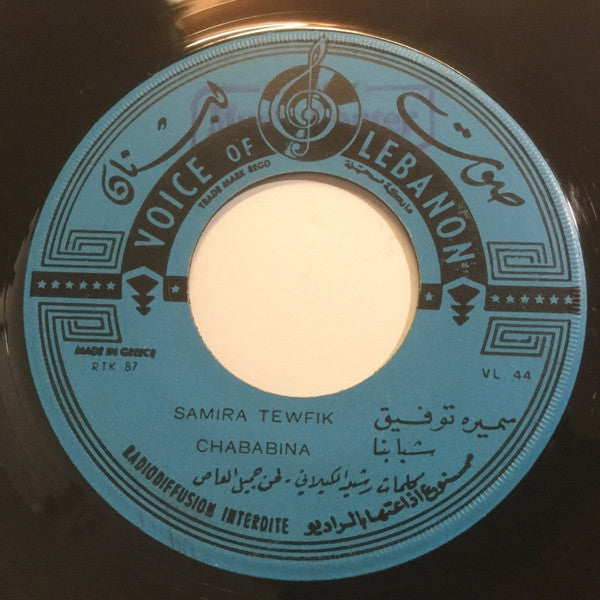 صوت لبنان
VOICE OF LEBANON
TRADE MARK REGD
ماركة مسجلة
MADE IN GREECE
RTK 87
VL 44
SAMIRA TEWFIK سميره توفيق
CHABABINA شبابنا
كلمات رشيد الكيلاني - لحن جميل العاص
RADIODIFFUSION INTERDITE
ممنوع اذاعتها بالراديو